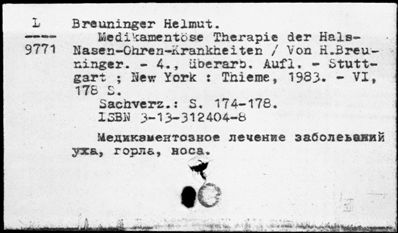 L Breuninger Helmut.
9771 Medikamentöse Therapie der Hals-
Nasen-Ohren-Krankheiten / Von H.Breu-
ninger. - 4., überarb. Aufl. - Stutt-
gart ; New York : Thieme, 1983. - VI,
178 S.
Sachverz.: S. 174-178.
ISBN 3-13-312404-8
Медикаментозное лечение заболеваний
уха, горла, носа.